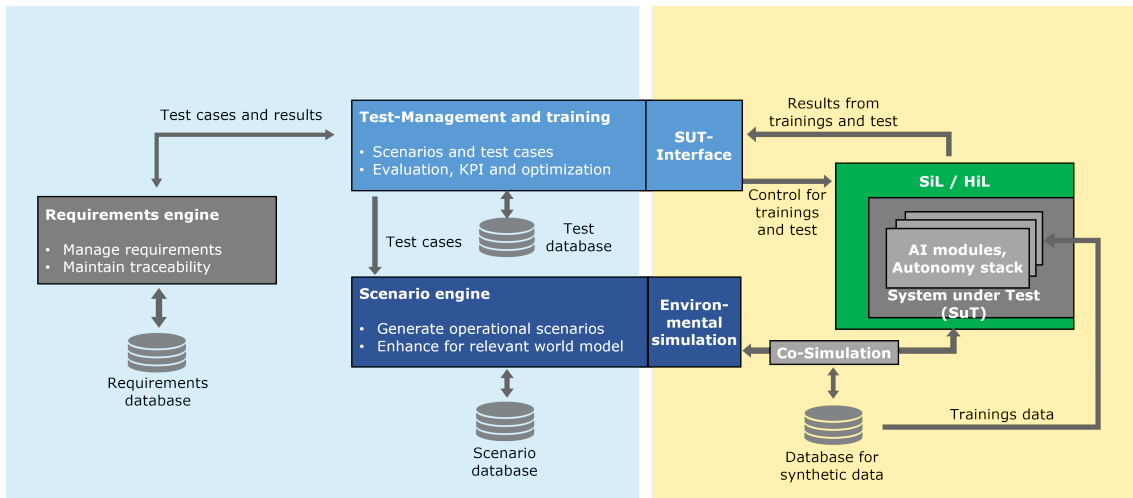 Test cases and results
Test-Management and training
• Scenarios and test cases
• Evaluation, KPI and optimization
SUT-
Interface
Results from
trainings and test
Control for
trainings
and test
SiL / HiL
AI modules,
Autonomy stack
System under Test
(SuT)
Requirements engine
• Manage requirements
• Maintain traceability
Test cases
Test
database
Scenario engine
• Generate operational scenarios
• Enhance for relevant world model
Environ-
mental
simulation
Co-Simulation
Requirements
database
Scenario
database
Database for
synthetic data
Trainings data